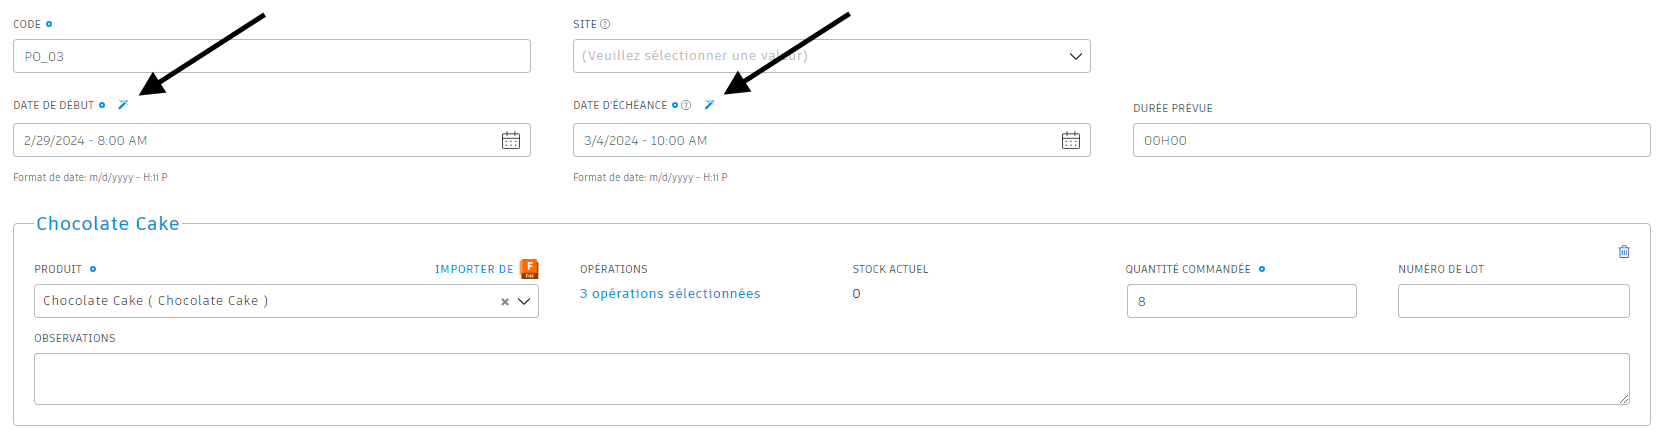 CODE
SITE
PO_03
(Veuillez sélectionner une valeur)
DATE DE DÉBUT
DATE D'ÉCHÉANCE
DURÉE PRÉVUE
2/29/2024 - 8:00 AM
3/4/2024 - 10:00 AM
00H00
Format de date: m/d/yyyy - H:ii P
Format de date: m/d/yyyy - H:ii P
Chocolate Cake
PRODUIT
IMPORTER DE
F
OPÉRATIONS
STOCK ACTUEL
QUANTITÉ COMMANDÉE
NUMÉRO DE LOT
Chocolate Cake ( Chocolate Cake )
3 opérations sélectionnées
0
8
OBSERVATIONS